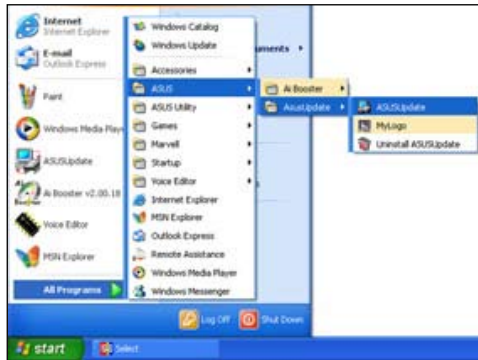 Internet
Internet Explorer
E-mail
Outlook Express
Paint
Windows Media Play
ASUSUpdate
Ai Booster v2.00.18
Voice Editor
MSN Explorer
All Programs
Windows Catalog
Windows Update
Accessories
ASUS
ASUS Utility
Games
Marvell
Startup
Voice Editor
Internet Explorer
MSN Explorer
Outlook Express
Remote Assistance
Windows Media Player
Windows Messenger
uments
Ai Booster
AsusUpdate
ASUSUpdate
MyLogo
Uninstall ASUSUpdate
Log Off
Shut Down
start
Select